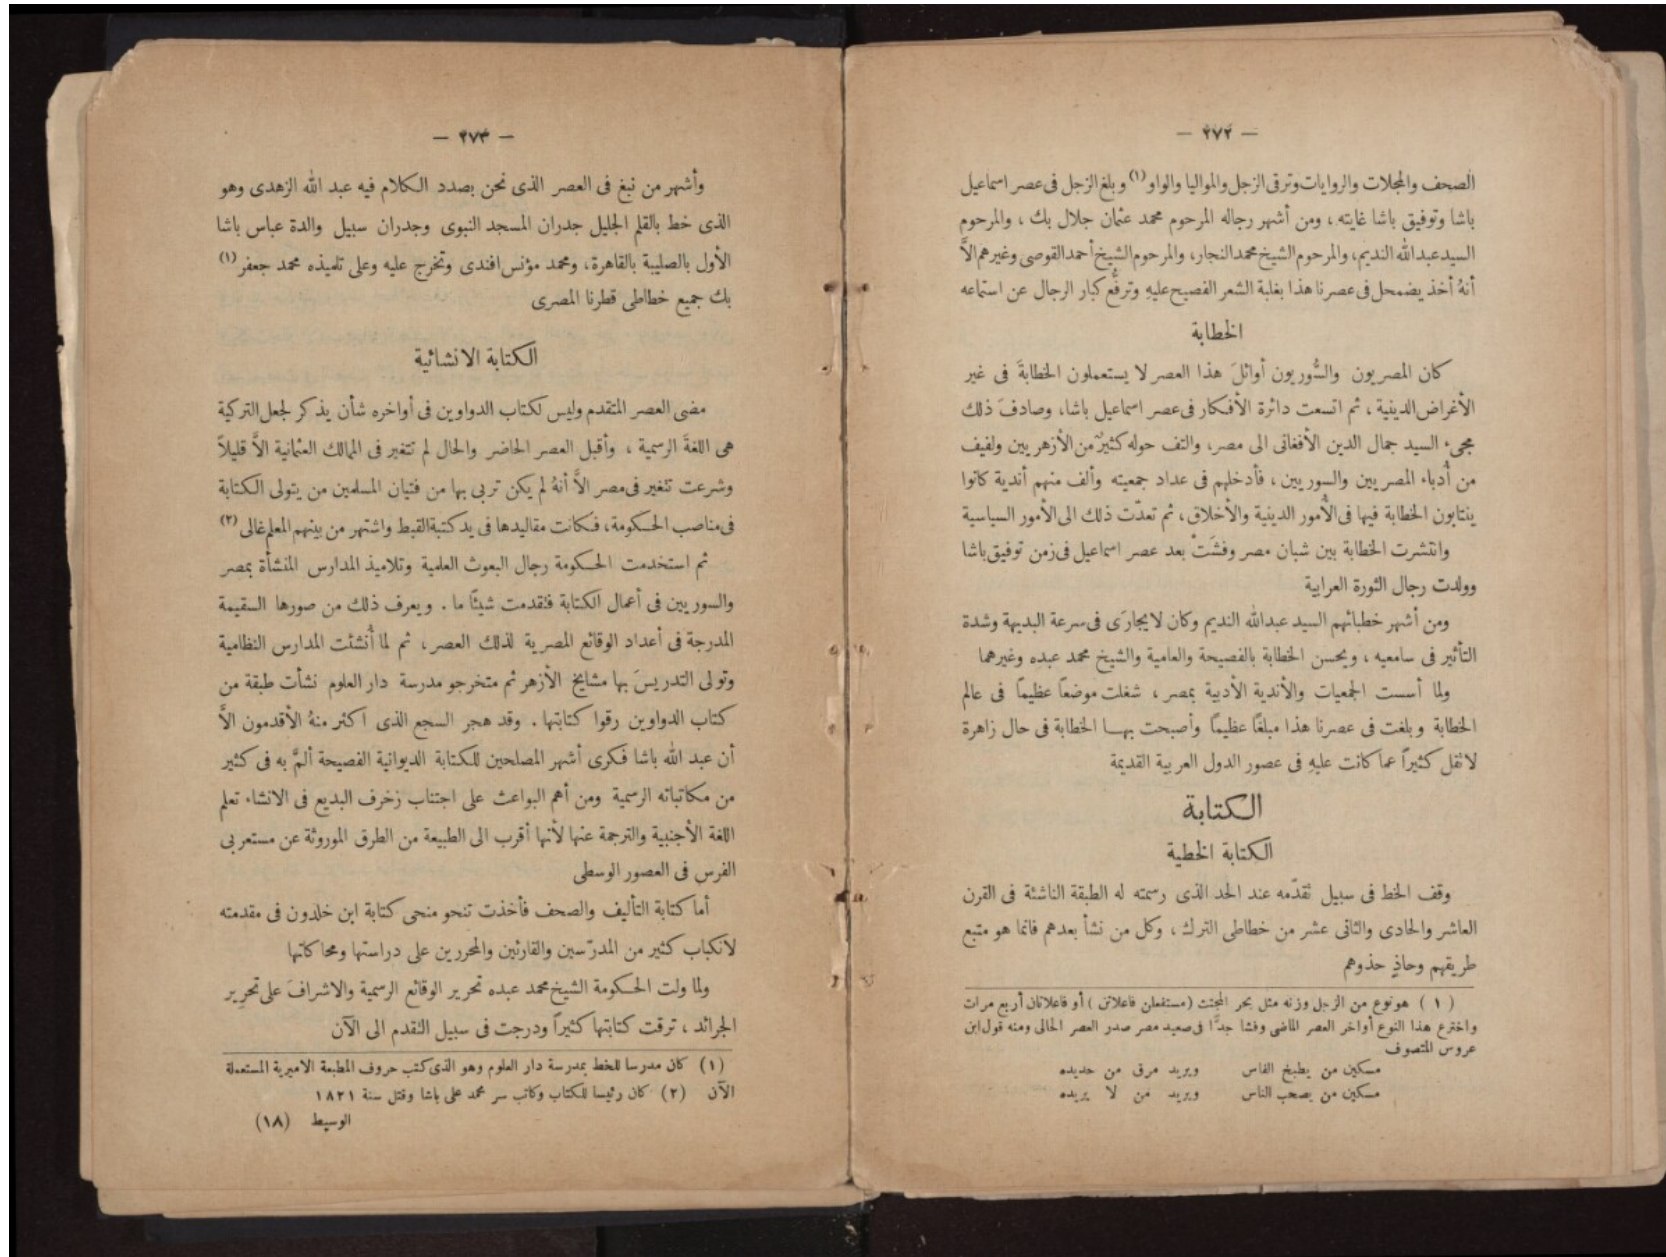 — ٢٧٢ —
الصحف والمجلات والروايات وترقى الزجل والمواليا والواو (١) وبلغ الزجل فى عصر اسماعيل
باشا وتوفيق باشا غايته ، ومن أشهر رجاله المرحوم محمد عثمان جلال بك ، والمرحوم
السيد عبد الله النديم، والمرحوم الشيخ محمد النجار، والمرحوم الشيخ أحمد القوصى وغيرهم الاَّ
أنهُ أخذ يضمحل فى عصرنا هذا بغلبة الشعر الفصيح عليهِ وترفُّع كبار الرجال عن استماعه
الخطابة
كان المصريون والسُّوريون أوائلَ هذا العصر لا يستعملون الخطابةَ فى غير
الأغراض الدينية ، ثم اتسعت دائرة الأفكار فى عصر اسماعيل باشا، وصادفَ ذلك
مجىء السيد جمال الدين الأفغانى الى مصر، والتف حوله كثيرٌ من الأزهريين ولفيف
من أُدباء المصريين والسوريين ، فأدخلهم فى عداد جمعيته وألف منهم أندية كانوا
ينتابون الخطابة فيها فى الأُمور الدينية والأخلاق ، ثم تعدّت ذلك الى الأمور السياسية
وانتشرت الخطابة بين شبان مصر وفشَتْ بعد عصر اسماعيل فى زمن توفيق باشا
وولدت رجال الثورة العرابية
ومن أشهر خطبائهم السيد عبد الله النديم وكان لا يجارَى فى سرعة البديهة وشدة
التأثير فى سامعيه ، ويحسن الخطابة بالفصيحة والعامية والشيخ محمد عبده وغيرهما
ولما أسست الجمعيات والأندية الأدبية بمصر ، شغلت موضعاً عظيماً فى عالم
الخطابة وبلغت فى عصرنا هذا مبلغاً عظيماً وأصبحت بهـا الخطابة فى حال زاهرة
لا تقل كثيراً عما كانت عليهِ فى عصور الدول العربية القديمة
الكتابة
الكتابة الخطية
وقف الخط فى سبيل تقدّمه عند الحد الذى رسمته له الطبقة الناشئة فى القرن
العاشر والحادى والثانى عشر من خطاطى الترك ، وكل من نشأ بعدهم فانما هو متبع
طريقهم وحاذٍ حذوهم
(١) هو نوع من الزجل وزنه مثل بحر المجتث (مستفعلن فاعلاتن) أو فاعلاتان أربع مرات
واخترع هذا النوع أواخر العصر الماضى وفشا جدًّا فى صعيد مصر صدر العصر الحالى ومنه قول ابن
عروس المتصوف
مسكين من يطبخ الفاس ويريد مرق من حديده
مسكين من يصحب الناس ويريد من لا يريده
— ٢٧٣ —
وأشهر من نبغ فى العصر الذى نحن بصدد الكلام فيه عبد الله الزهدى وهو
الذى خط بالقلم الجليل جدران المسجد النبوى وجدران سبيل والدة عباس باشا
الأول بالصليبة بالقاهرة، ومحمد مؤنس افندى وتخرج عليه وعلى تلميذه محمد جعفر (١)
بك جميع خطاطى قطرنا المصرى
الكتابة الانشائية
مضى العصر المتقدم وليس لكتاب الدواوين فى أواخره شأن يذكر لجعل التركية
هى اللغةَ الرسمية ، وأقبل العصر الحاضر والحال لم تتغير فى الممالك العثمانية الاَّ قليلاً
وشرعت تتغير فى مصر الاَّ أنهُ لم يكن تربى بها من فتيان المسلمين من يتولى الكتابة
فى مناصب الحكومة، فكانت مقاليدها فى يد كتبة القبط واشتهر من بينهم المعلم غالى (٢)
ثم استخدمت الحكومة رجال البعوث العلمية وتلاميذ المدارس المنشأة بمصر
والسوريين فى أعمال الكتابة فتقدمت شيئاً ما . ويعرف ذلك من صورها السقيمة
المدرجة فى أعداد الوقائع المصرية لذلك العصر ، ثم لما أُنشئت المدارس النظامية
وتولى التدريسَ بها مشايخ الأزهر ثم متخرجو مدرسة دار العلوم نشأت طبقة من
كتاب الدواوين رقوا كتابتها . وقد هجر السجع الذى أكثر منهُ الأقدمون الاَّ
أن عبد الله باشا فكرى أشهر المصلحين للكتابة الديوانية الفصيحة ألمَّ به فى كثير
من مكاتباته الرسمية ومن أهم البواعث على اجتناب زخرف البديع فى الانشاء تعلم
اللغة الأجنبية والترجمة عنها لأنها أقرب الى الطبيعة من الطرق الموروثة عن مستعربى
الفرس فى العصور الوسطى
أما كتابة التأليف والصحف فأخذت تنحو منحى كتابة ابن خلدون فى مقدمته
لانكباب كثير من المدرّسين والقارئين والمحررين على دراستها ومحاكاتها
ولما ولت الحكومة الشيخ محمد عبده تحرير الوقائع الرسمية والاشرافَ على تحرير
الجرائد ، ترقت كتابتها كثيراً ودرجت فى سبيل التقدم الى الآن
(١) كان مدرسا للخط بمدرسة دار العلوم وهو الذى كتب حروف المطبعة الاميرية المستعملة
الآن (٢) كان رئيسا للكتاب وكاتب سر محمد على باشا وقتل سنة ١٨٢١
الوسيط (١٨)